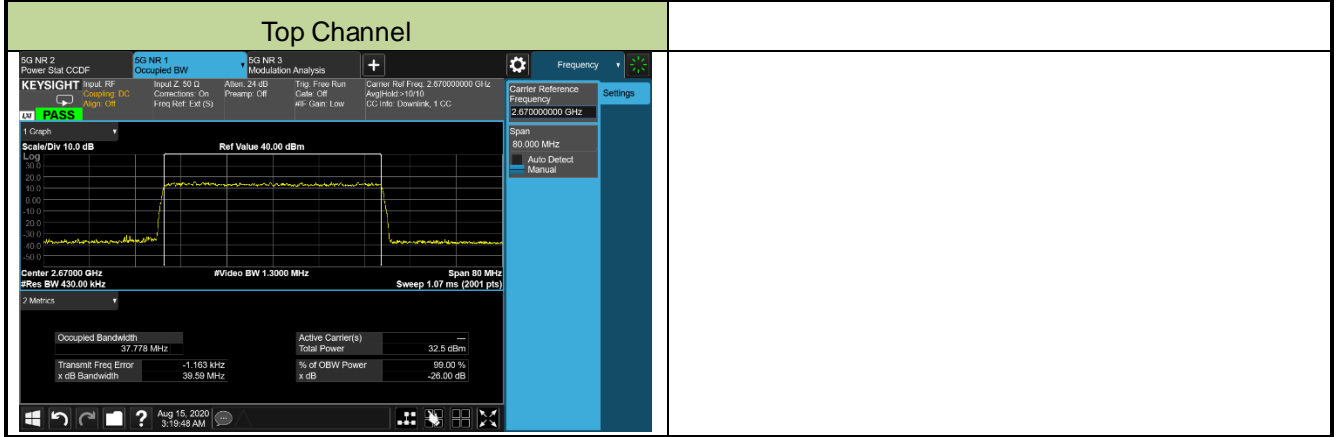 Top Channel
5G NR 2
Power Stat CCDF
5G NR 1
Occupied BW
5G NR 3
Modulation Analysis
Frequency
KEYSIGHT
Input: RF
Coupling: DC
Align: Off
Input Z: 50 Ω
Corrections: On
Freq Ref: Ext (S)
Atten: 24 dB
Preamp: Off
Trig: Free Run
Gate: Off
#IF Gain: Low
Carrier Ref Freq: 2.670000000 GHz
Avg|Hold:>10/10
CC Info: Downlink, 1 CC
LXI
PASS
Carrier Reference
Frequency
2.670000000 GHz
Settings
Span
80.000 MHz
Auto Detect
Manual
1 Graph
Scale/Div 10.0 dB
Ref Value 40.00 dBm
Log
30.0
20.0
10.0
0.00
-10.0
-20.0
-30.0
-40.0
-50.0
Center 2.67000 GHz
#Video BW 1.3000 MHz
Span 80 MHz
#Res BW 430.00 kHz
Sweep 1.07 ms (2001 pts)
2 Metrics
Occupied Bandwidth
37.778 MHz
Active Carrier(s)
---
Total Power
32.5 dBm
Transmit Freq Error
-1.163 kHz
% of OBW Power
99.00 %
x dB Bandwidth
39.59 MHz
x dB
-26.00 dB
Aug 15, 2020
3:19:48 AM